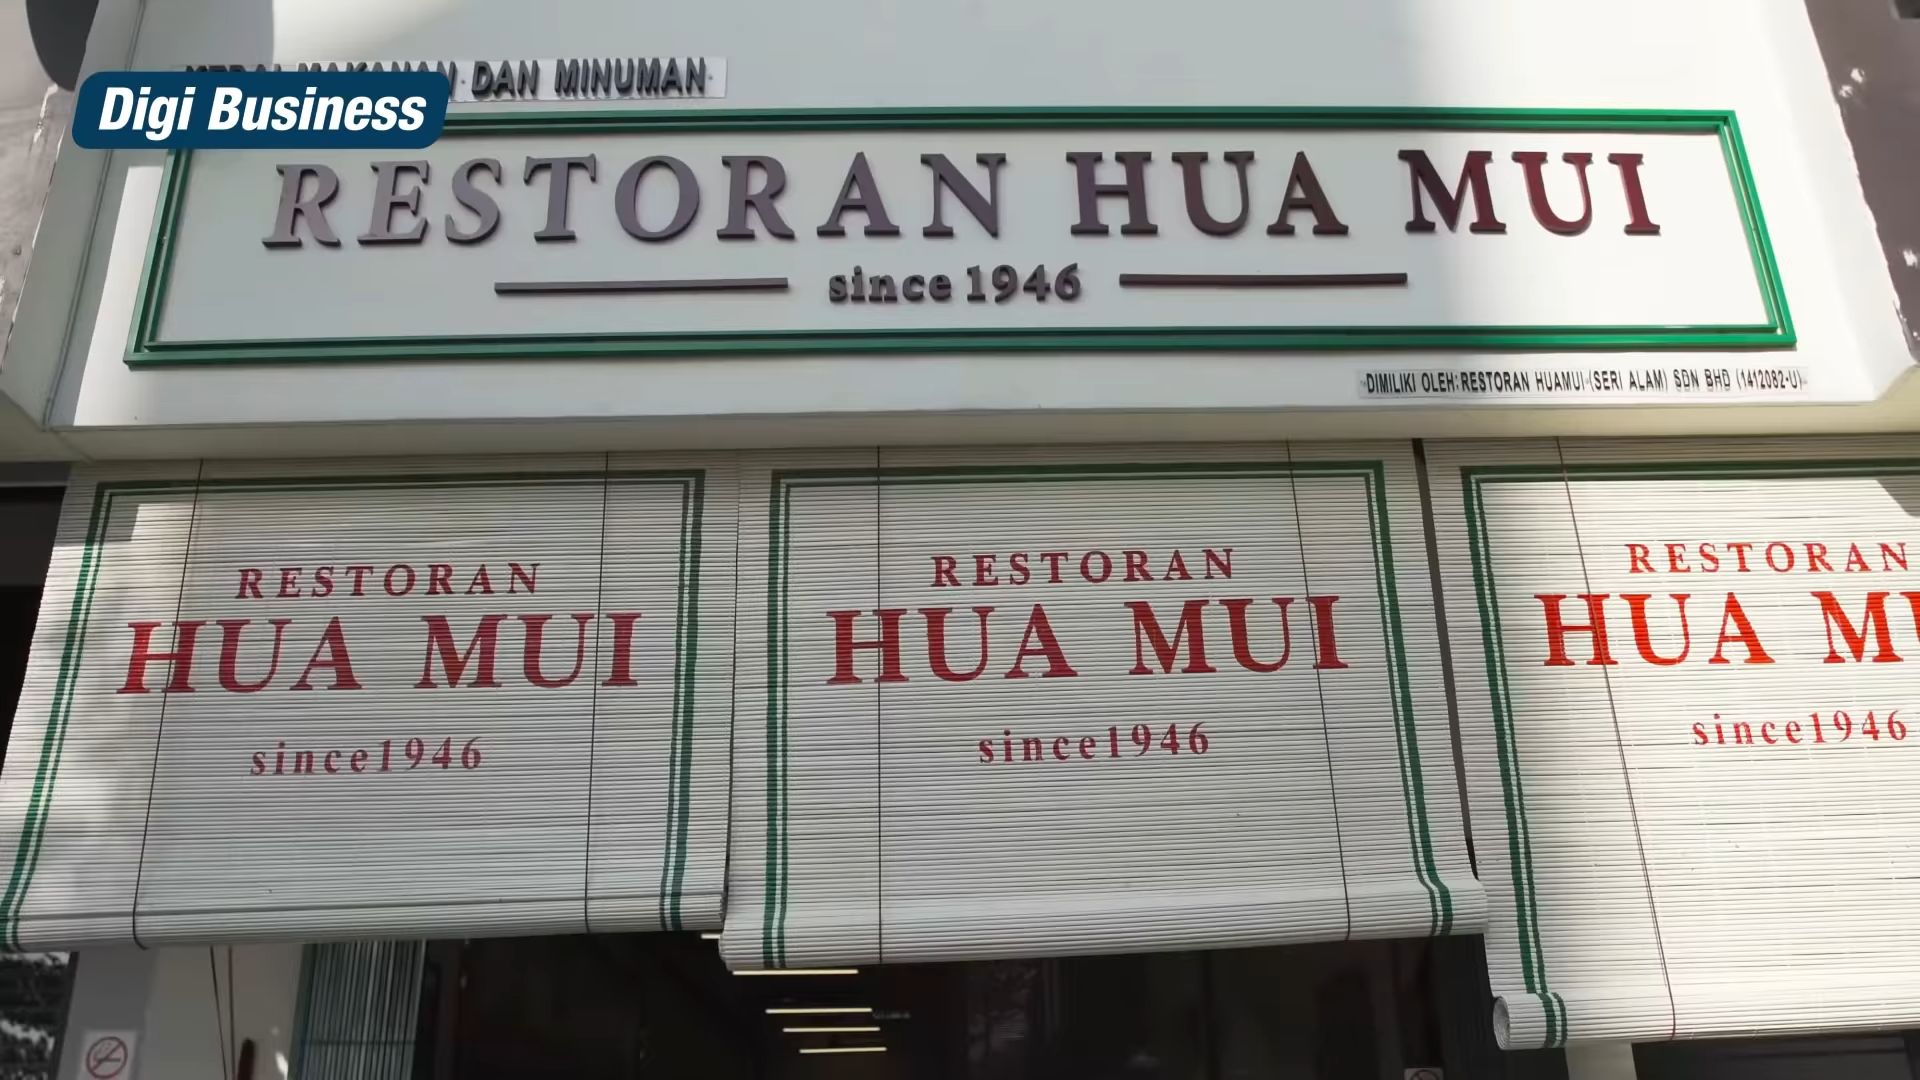 Digi Business
DAN MINUMAN
RESTORAN HUA MUI
since 1946
DIMILIKI OLEH: RESTORAN HUAMUI (SERI ALAM) SDN BHD (1412082-U)
RESTORAN
HUA MUI
since1946
RESTORAN
HUA MUI
since1946
RESTORAN
HUA
since1946